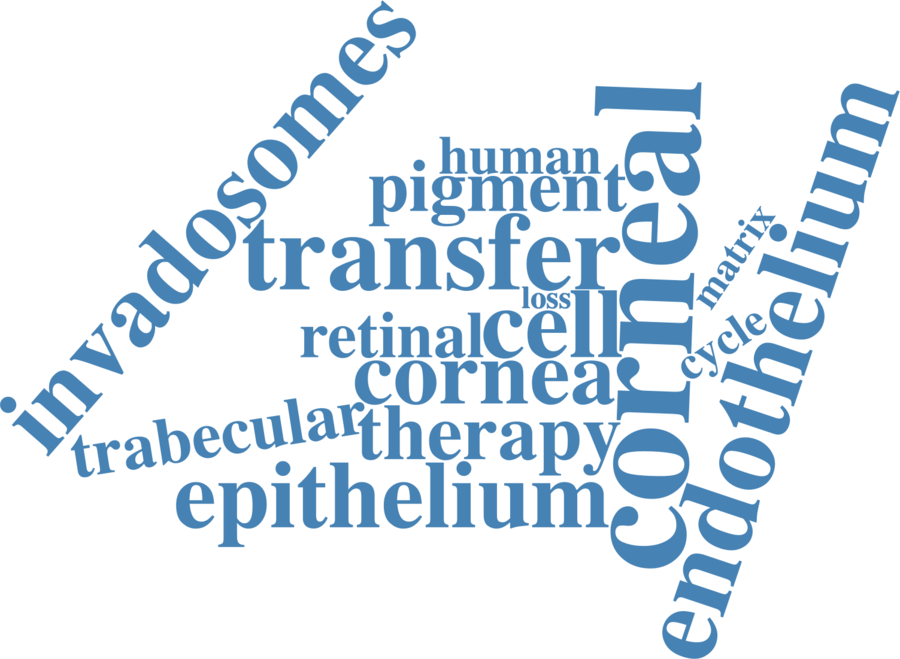 invadosomes
human
pigment
transfer
loss
retinal
cell
cornea
trabecular
therapy
epithelium
corneal
matrix
cycle
endothelium